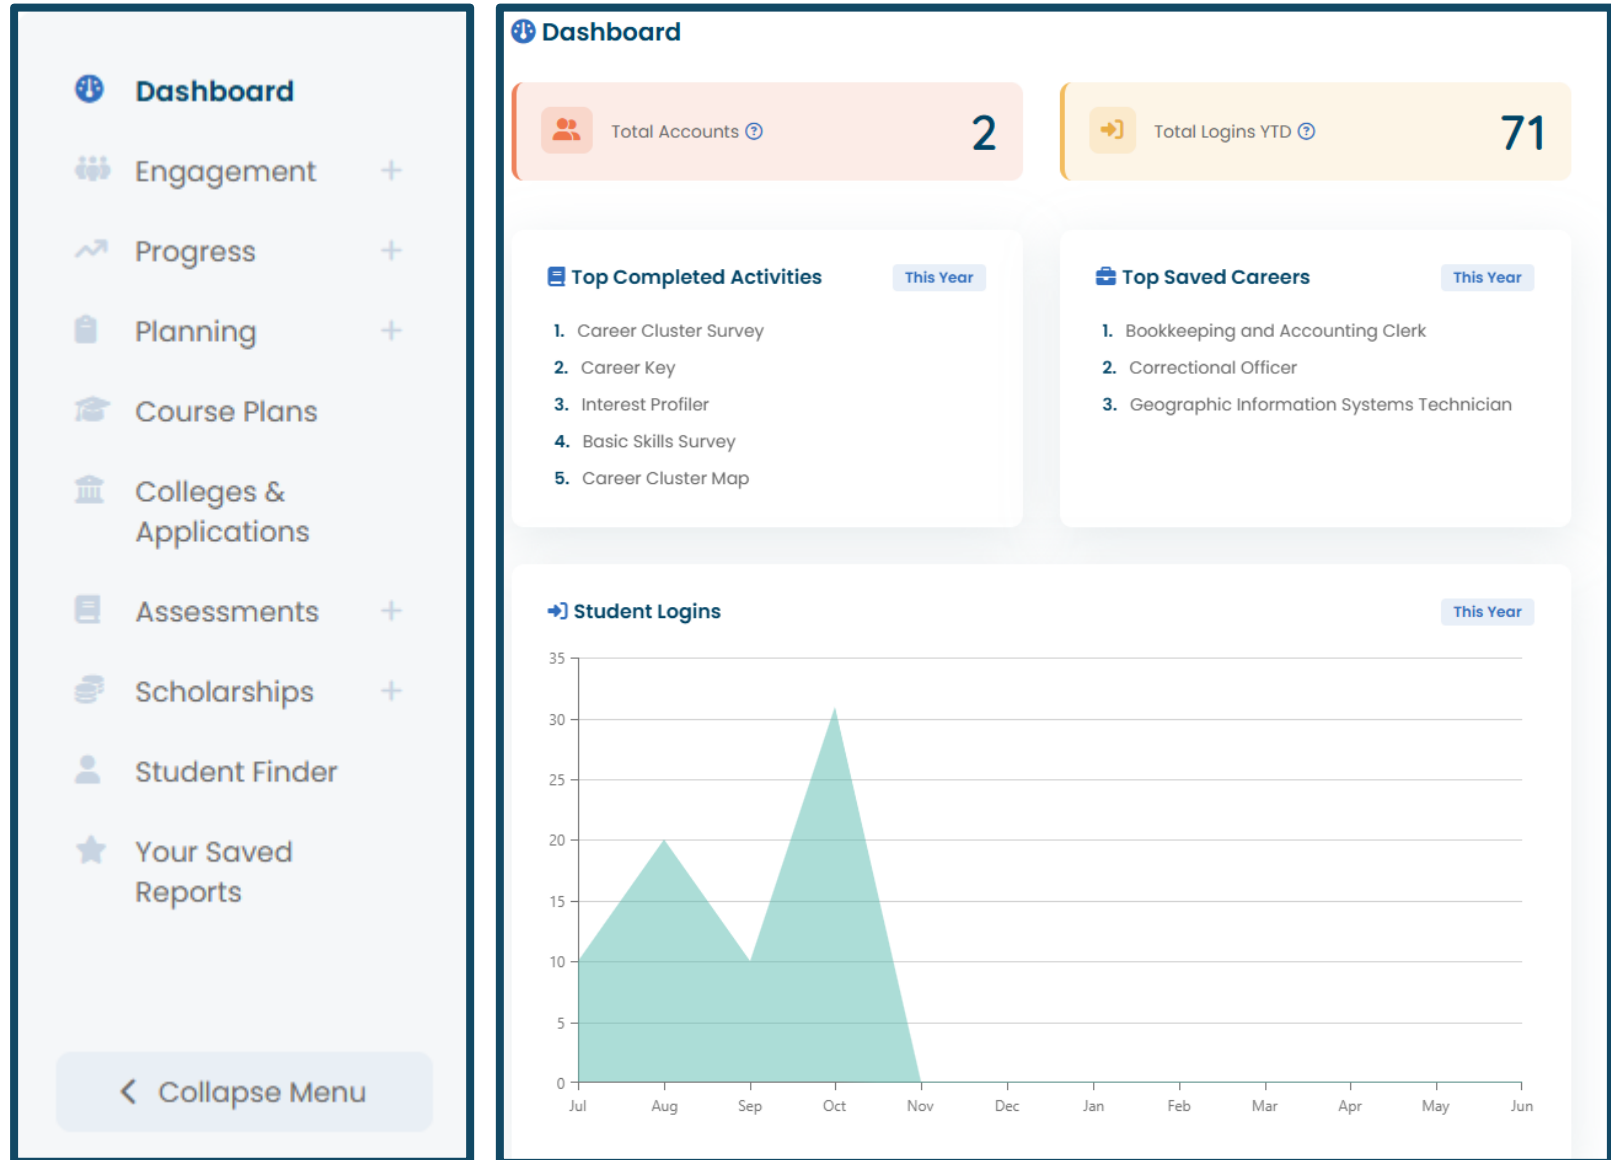 Dashboard
Engagement +
Progress +
Planning +
Course Plans
Colleges &
Applications
Assessments +
Scholarships +
Student Finder
Your Saved
Reports
Collapse Menu
Dashboard
Total Accounts ? 2
Total Logins YTD ? 71
Top Completed Activities This Year
1. Career Cluster Survey
2. Career Key
3. Interest Profiler
4. Basic Skills Survey
5. Career Cluster Map
Top Saved Careers This Year
1. Bookkeeping and Accounting Clerk
2. Correctional Officer
3. Geographic Information Systems Technician
Student Logins This Year
35
30
25
20
15
10
5
0
Jul Aug Sep Oct Nov Dec Jan Feb Mar Apr May Jun